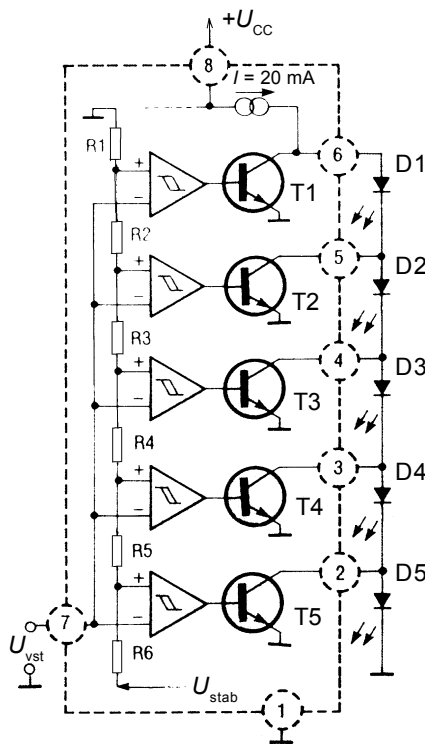 +U_CC
8
I = 20 mA
R1
+
−
T1
6
D1
R2
+
−
T2
5
D2
R3
+
−
T3
4
D3
R4
+
−
T4
3
D4
R5
+
−
T5
2
D5
7
U_vst
R6
U_stab
1